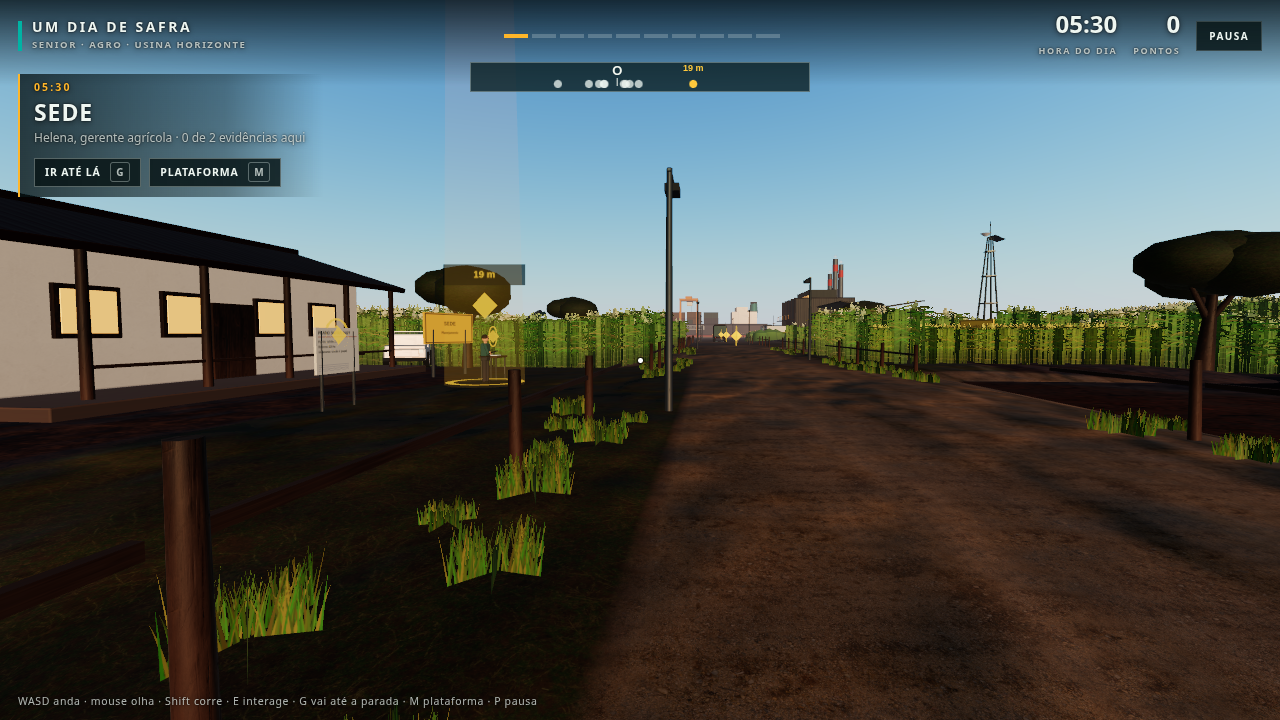 UM DIA DE SAFRA
SENIOR · AGRO · USINA HORIZONTE
05:30
HORA DO DIA
0
PONTOS
PAUSA
O
19 m
05:30
SEDE
Helena, gerente agrícola · 0 de 2 evidências aqui
IR ATÉ LÁ G
PLATAFORMA M
19 m
SEDE
WASD anda · mouse olha · Shift corre · E interage · G vai até a parada · M plataforma · P pausa